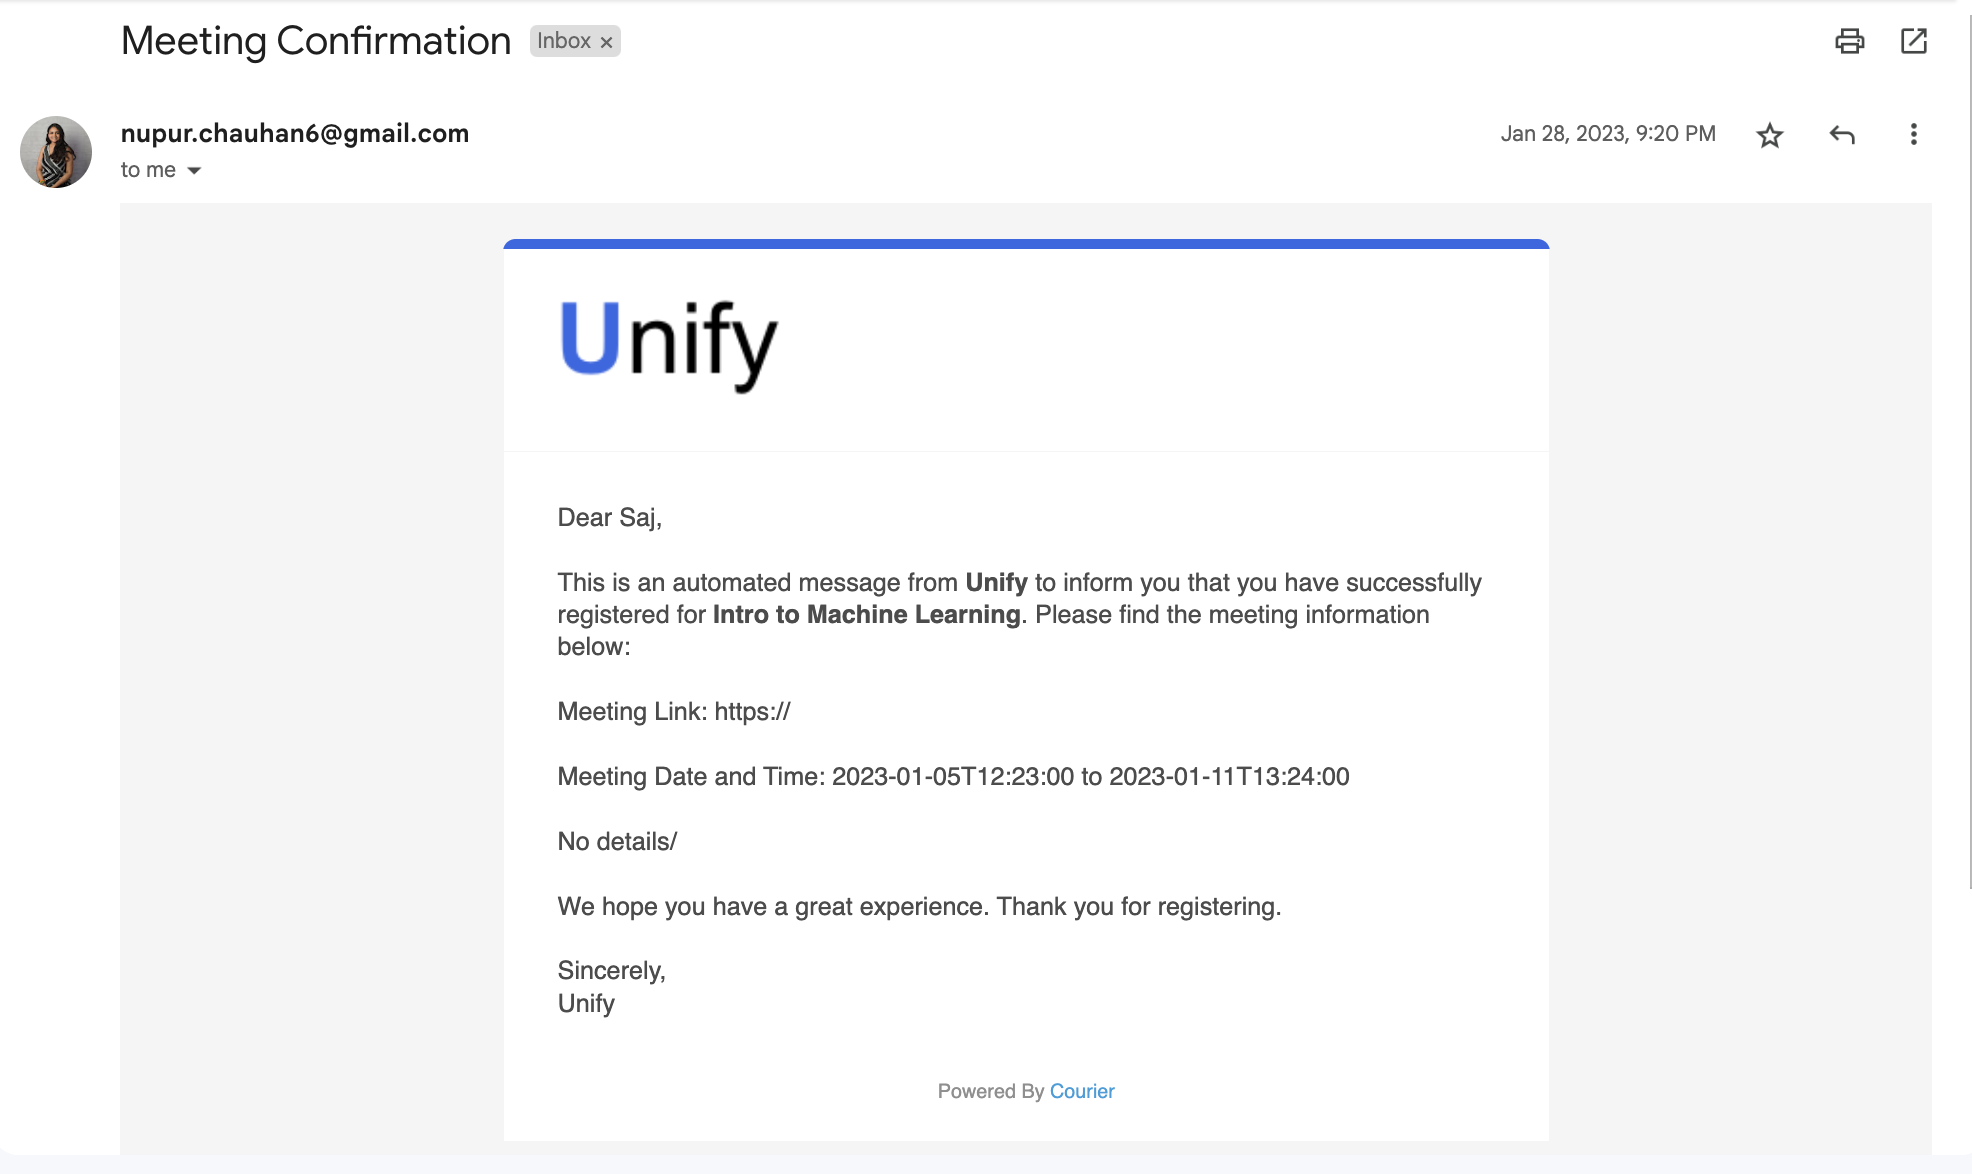 Meeting Confirmation Inbox ×
nupur.chauhan6@gmail.com Jan 28, 2023, 9:20 PM
to me
Unify
Dear Saj,
This is an automated message from Unify to inform you that you have successfully
registered for Intro to Machine Learning. Please find the meeting information
below:
Meeting Link: https://
Meeting Date and Time: 2023-01-05T12:23:00 to 2023-01-11T13:24:00
No details/
We hope you have a great experience. Thank you for registering.
Sincerely,
Unify
Powered By Courier